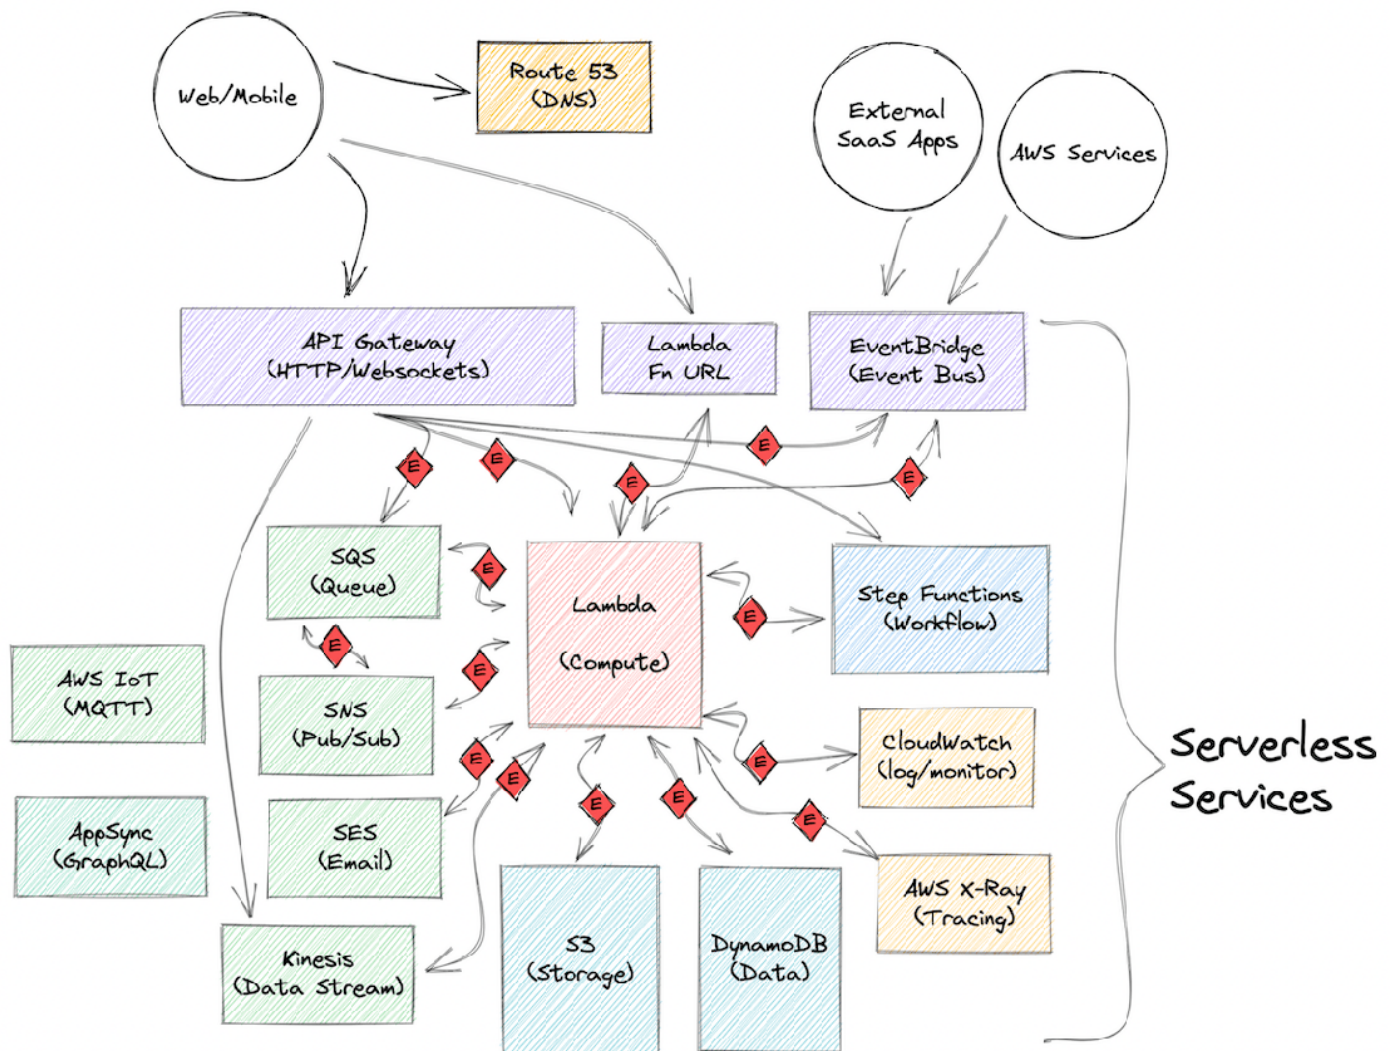 Web/Mobile
Route 53
(DNS)
External
SaaS Apps
AWS Services
API Gateway
(HTTP/Websockets)
Lambda
Fn URL
EventBridge
(Event Bus)
E
E
E
E
E
SQS
(Queue)
E
Lambda
(Compute)
Step Functions
(Workflow)
E
E
E
AWS IoT
(MQTT)
SNS
(Pub/Sub)
CloudWatch
(log/monitor)
Serverless
Services
E
E
E
E
E
E
AppSync
(GraphQL)
SES
(Email)
AWS X-Ray
(Tracing)
Kinesis
(Data Stream)
S3
(Storage)
DynamoDB
(Data)